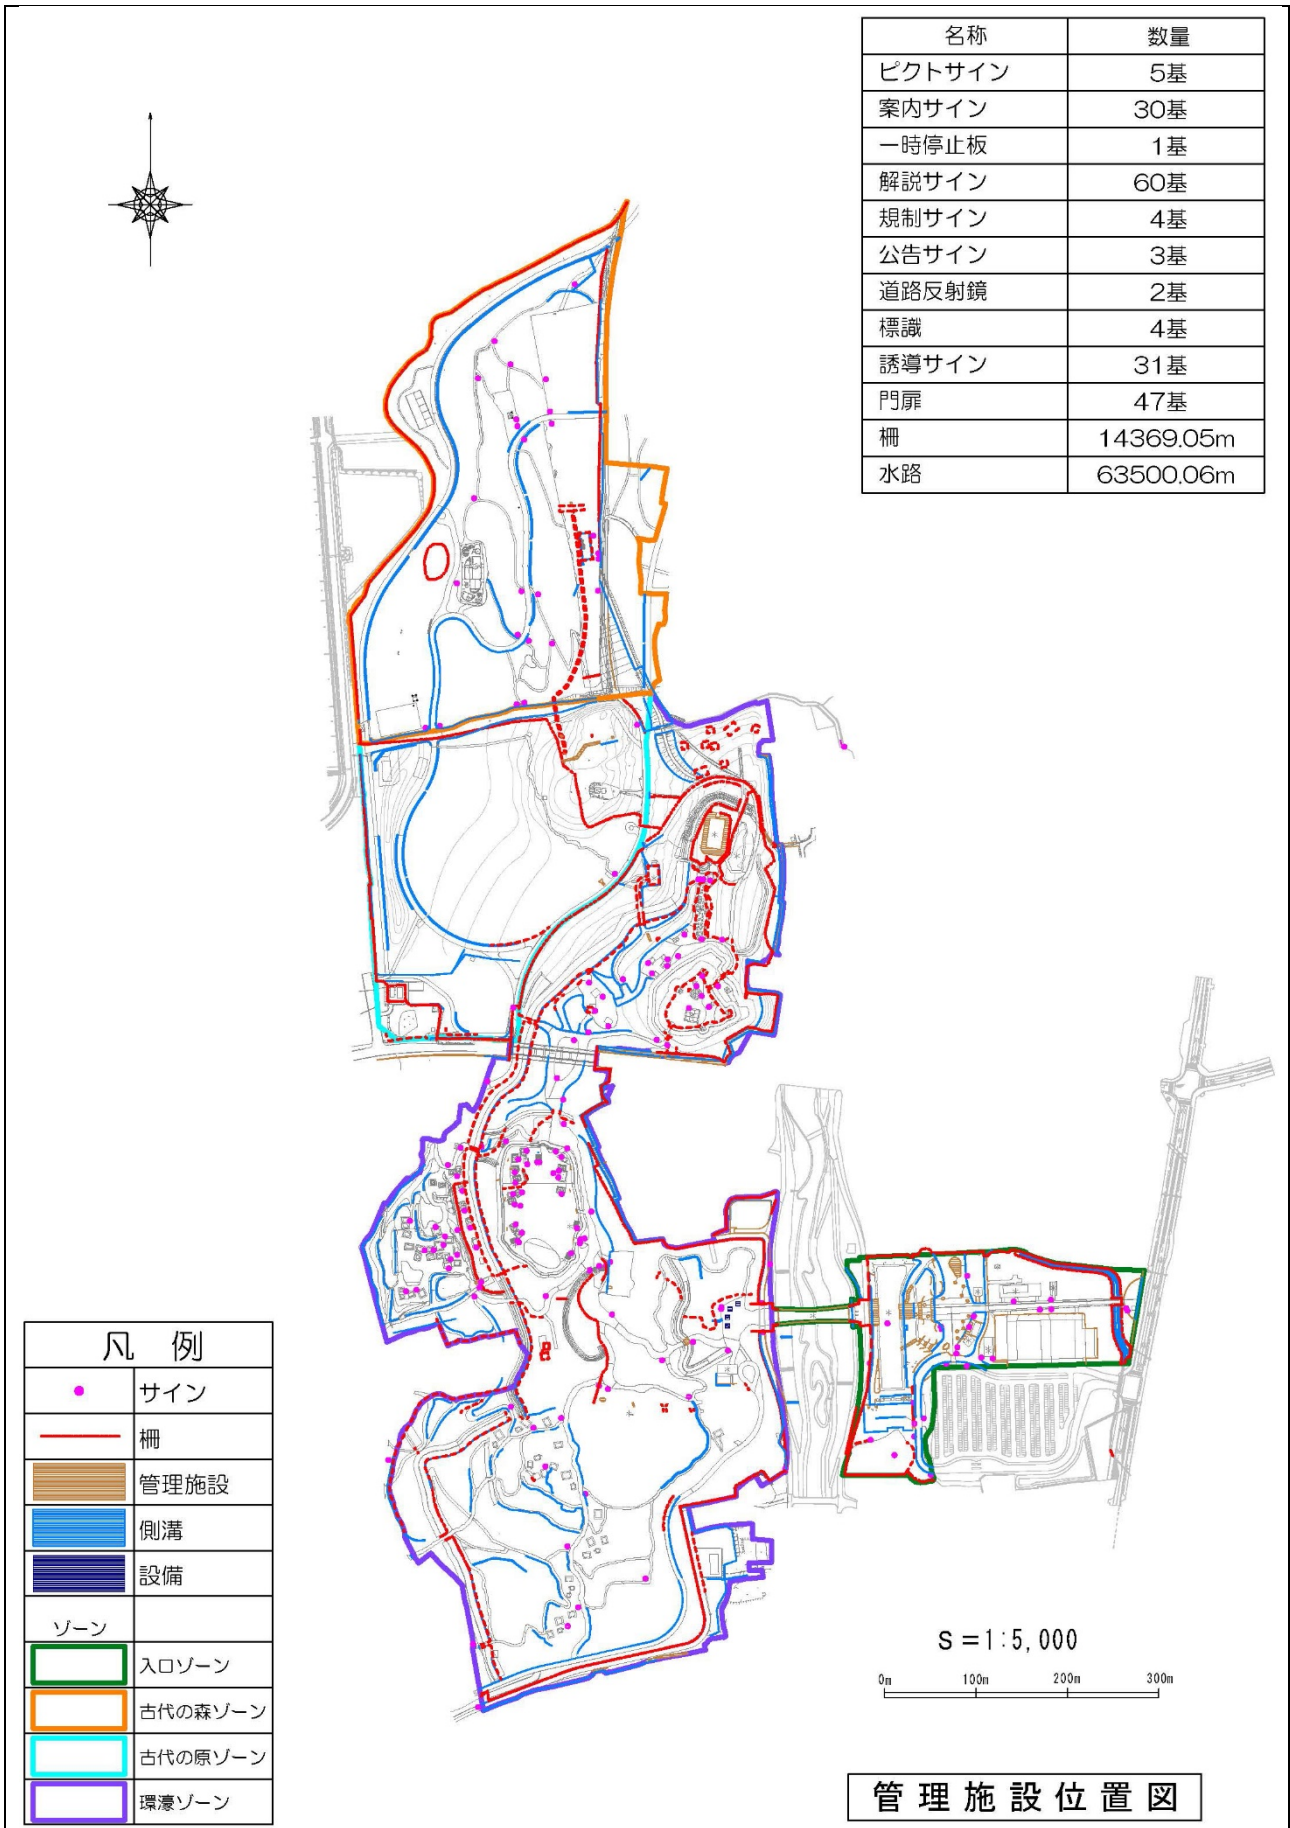 名称 数量
ピクトサイン 5基
案内サイン 30基
一時停止板 1基
解説サイン 60基
規制サイン 4基
公告サイン 3基
道路反射鏡 2基
標識 4基
誘導サイン 31基
門扉 47基
柵 14369.05m
水路 63500.06m
凡例
サイン
柵
管理施設
側溝
設備
ゾーン
入口ゾーン
古代の森ゾーン
古代の原ゾーン
環濠ゾーン
S=1:5,000
0m 100m 200m 300m
管理施設位置図